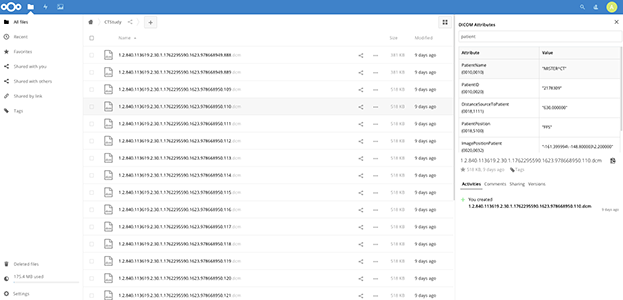 All files
Recent
Favorites
Shared with you
Shared with others
Shared by link
Tags
Deleted files
175.4 MB used
Settings
CTStudy
Name
Size
Modified
1.2.840.113619.2.30.1.1762295590.1623.978668949.888.dcm 581 KB 9 days ago
1.2.840.113619.2.30.1.1762295590.1623.978668949.889.dcm 581 KB 9 days ago
1.2.840.113619.2.30.1.1762295590.1623.978668950.109.dcm 518 KB 9 days ago
1.2.840.113619.2.30.1.1762295590.1623.978668950.110.dcm 518 KB 9 days ago
1.2.840.113619.2.30.1.1762295590.1623.978668950.111.dcm 518 KB 9 days ago
1.2.840.113619.2.30.1.1762295590.1623.978668950.112.dcm 518 KB 9 days ago
1.2.840.113619.2.30.1.1762295590.1623.978668950.113.dcm 518 KB 9 days ago
1.2.840.113619.2.30.1.1762295590.1623.978668950.114.dcm 518 KB 9 days ago
1.2.840.113619.2.30.1.1762295590.1623.978668950.115.dcm 518 KB 9 days ago
1.2.840.113619.2.30.1.1762295590.1623.978668950.116.dcm 518 KB 9 days ago
1.2.840.113619.2.30.1.1762295590.1623.978668950.117.dcm 518 KB 9 days ago
1.2.840.113619.2.30.1.1762295590.1623.978668950.118.dcm 518 KB 9 days ago
1.2.840.113619.2.30.1.1762295590.1623.978668950.119.dcm 518 KB 9 days ago
1.2.840.113619.2.30.1.1762295590.1623.978668950.120.dcm 518 KB 9 days ago
1.2.840.113619.2.30.1.1762295590.1623.978668950.121.dcm 518 KB 9 days ago
DICOM Attributes
patient
Attribute Value
PatientName
(0010,0010) "MISTER^CT"
PatientID
(0010,0020)
DistanceSourceToPatient
(0018,1111) "535.000000"
PatientPosition
(0018,5100) "FFS"
ImagePositionPatient
(0020,0032)
1.2.840.113619.2.30.1.1762295590.1623.978668950.110.dcm
518 KB, 9 days ago Tags
Activities Comments Sharing Versions
You created
1.2.840.113619.2.30.1.1762295590.1623.978668950.110.dcm
9 days ago